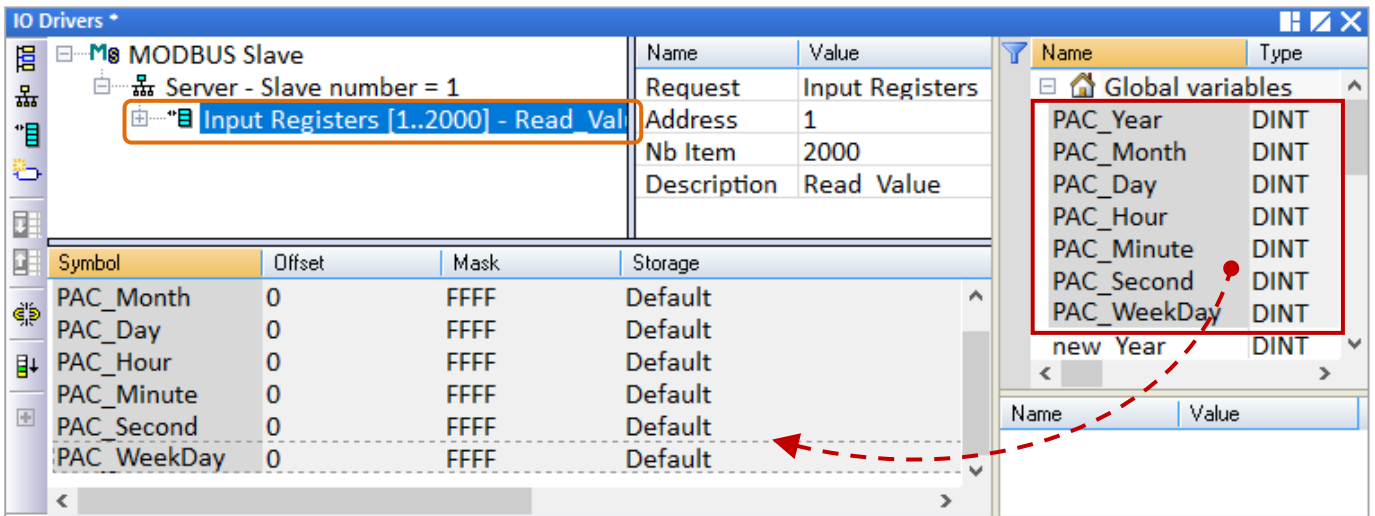 IO Drivers *
MODBUS Slave
Server - Slave number = 1
Input Registers [1..2000] - Read_Val
Name Value
Request Input Registers
Address 1
Nb Item 2000
Description Read_Value
Name Type
Global variables
PAC_Year DINT
PAC_Month DINT
PAC_Day DINT
PAC_Hour DINT
PAC_Minute DINT
PAC_Second DINT
PAC_WeekDay DINT
new_Year DINT
Symbol Offset Mask Storage
PAC_Month 0 FFFF Default
PAC_Day 0 FFFF Default
PAC_Hour 0 FFFF Default
PAC_Minute 0 FFFF Default
PAC_Second 0 FFFF Default
PAC_WeekDay 0 FFFF Default
Name Value